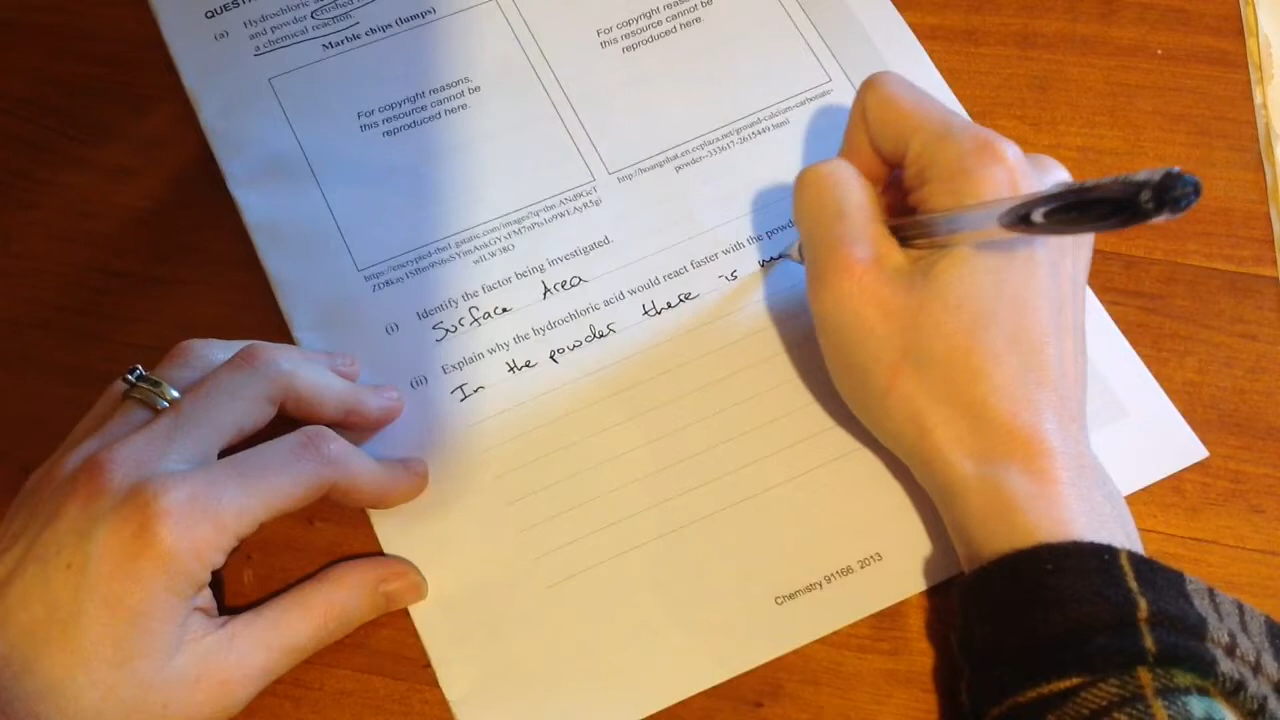 QUESTI
Hydrochloric
(a) and powder (crushed
a chemical reaction.
Marble chips (lumps)
For copyright reasons,
this resource cannot be
reproduced here.
For copyright
this resource cannot be
reproduced here.
(i) Identify the factor being investigated.
Surface Area
(ii) Explain why the hydrochloric acid would react faster with the powd
In the powder there is
Chemistry 91166, 2013